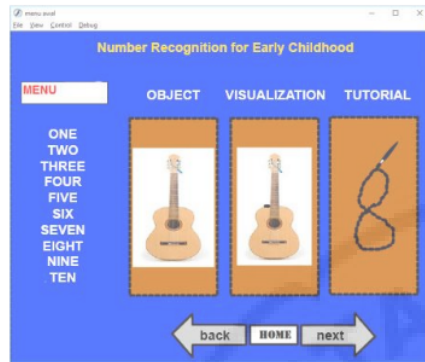 menu awal
File View Control Debug
Number Recognition for Early Childhood
MENU
OBJECT VISUALIZATION TUTORIAL
ONE
TWO
THREE
FOUR
FIVE
SIX
SEVEN
EIGHT
NINE
TEN
back HOME next